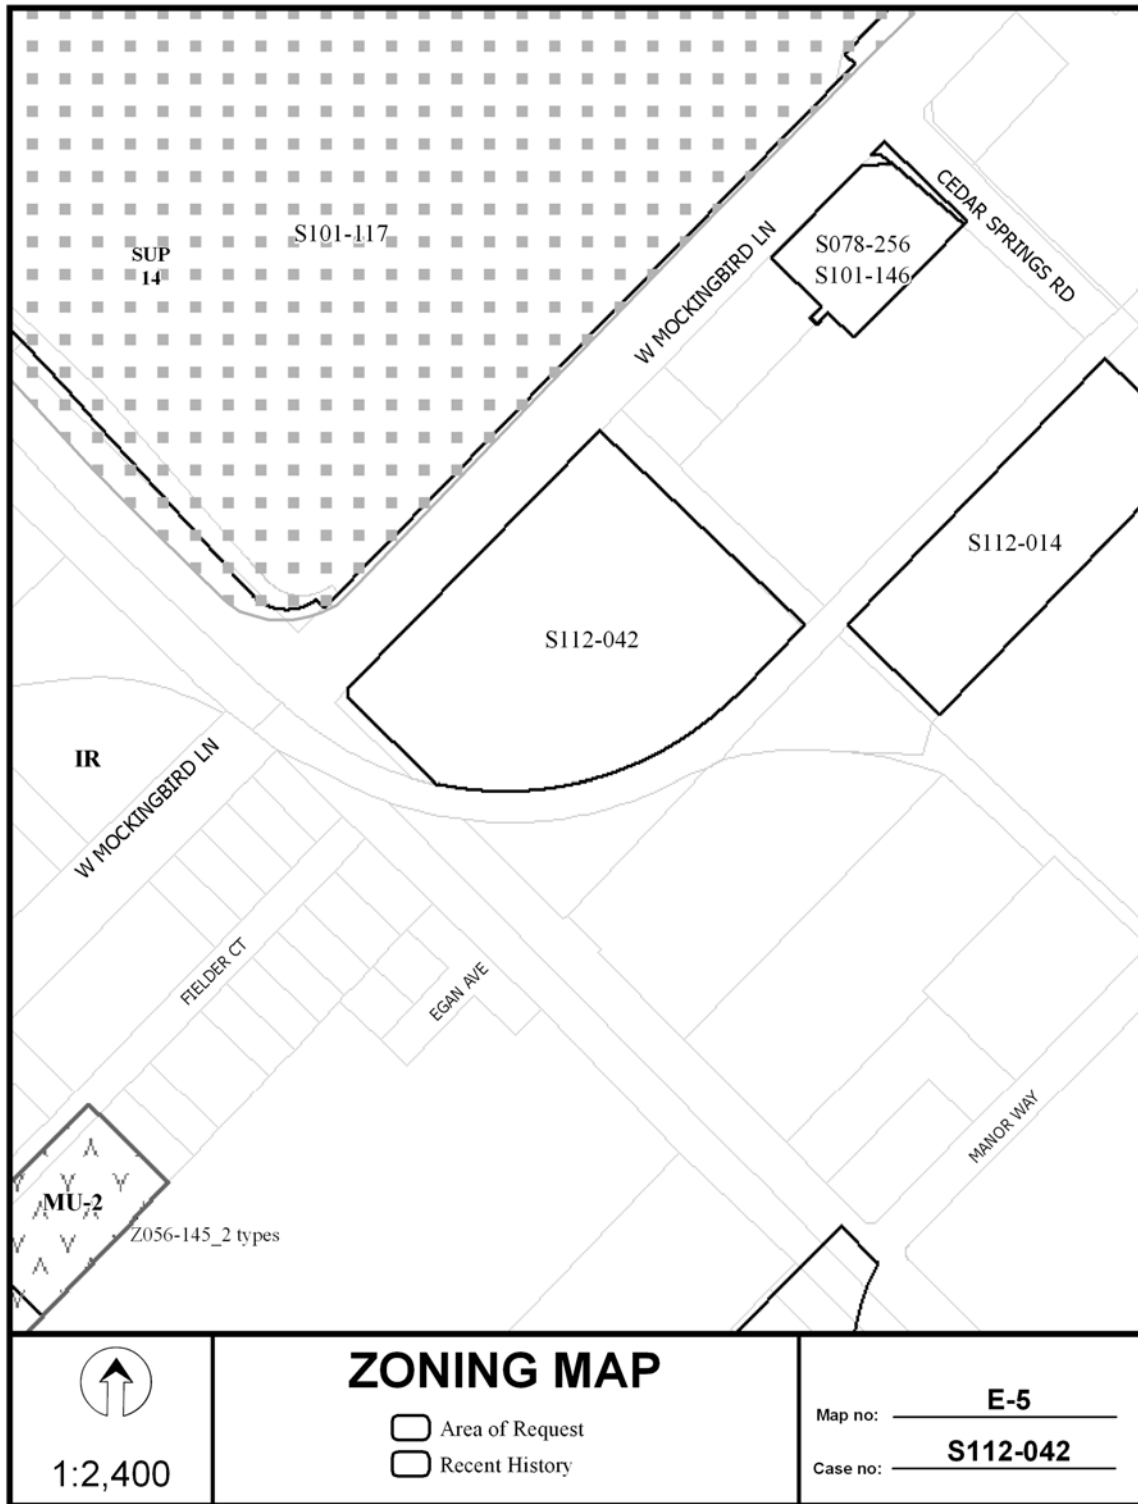 CEDAR SPRINGS RD
S101-117
SUP
14
W MOCKINGBIRD LN
S078-256
S101-146
S112-014
S112-042
IR
W MOCKINGBIRD LN
FIELDER CT
EGAN AVE
MANOR WAY
MU-2
Z056-145_2 types
1:2,400
ZONING MAP
Area of Request
Recent History
Map no: E-5
Case no: S112-042